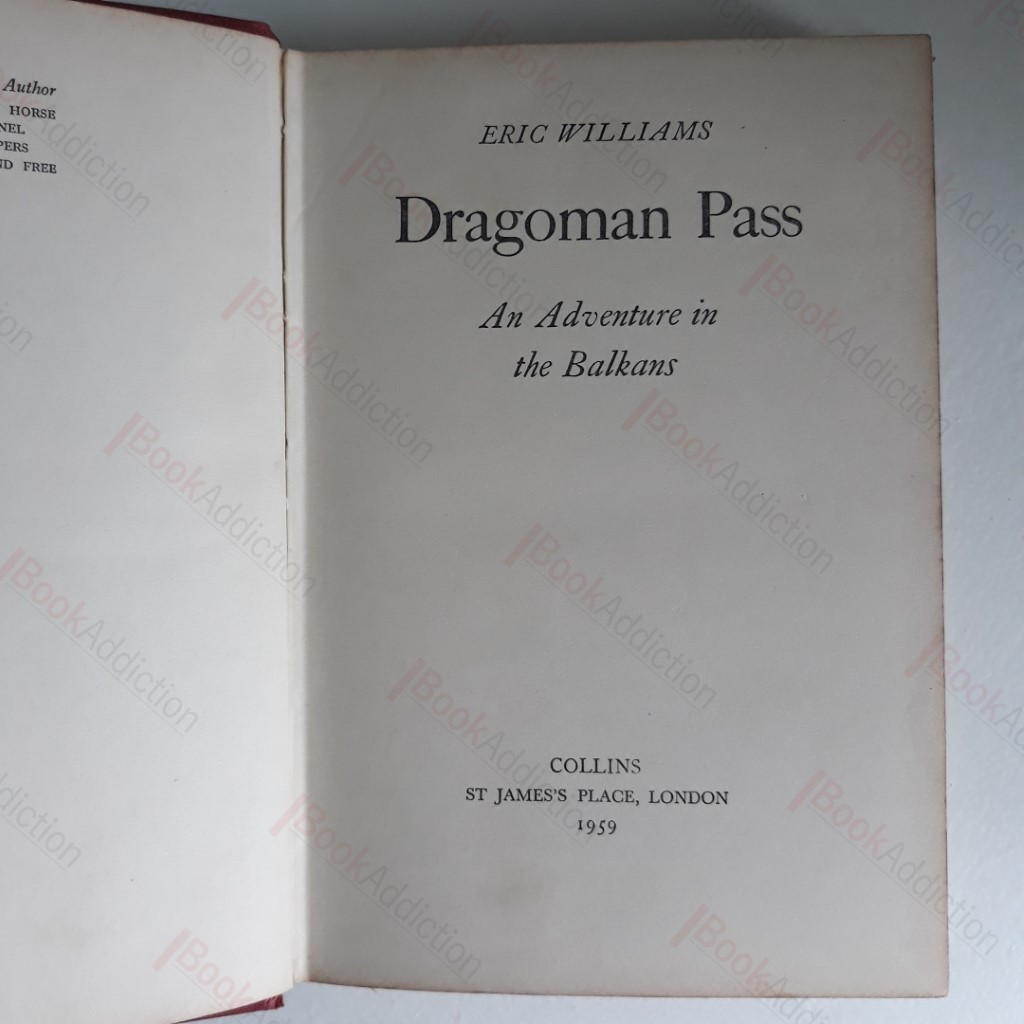 Author
HORSE
NEL
PERS
ND FREE
ERIC WILLIAMS
Dragoman Pass
An Adventure in
the Balkans
COLLINS
ST JAMES'S PLACE, LONDON
1959
BookAddiction